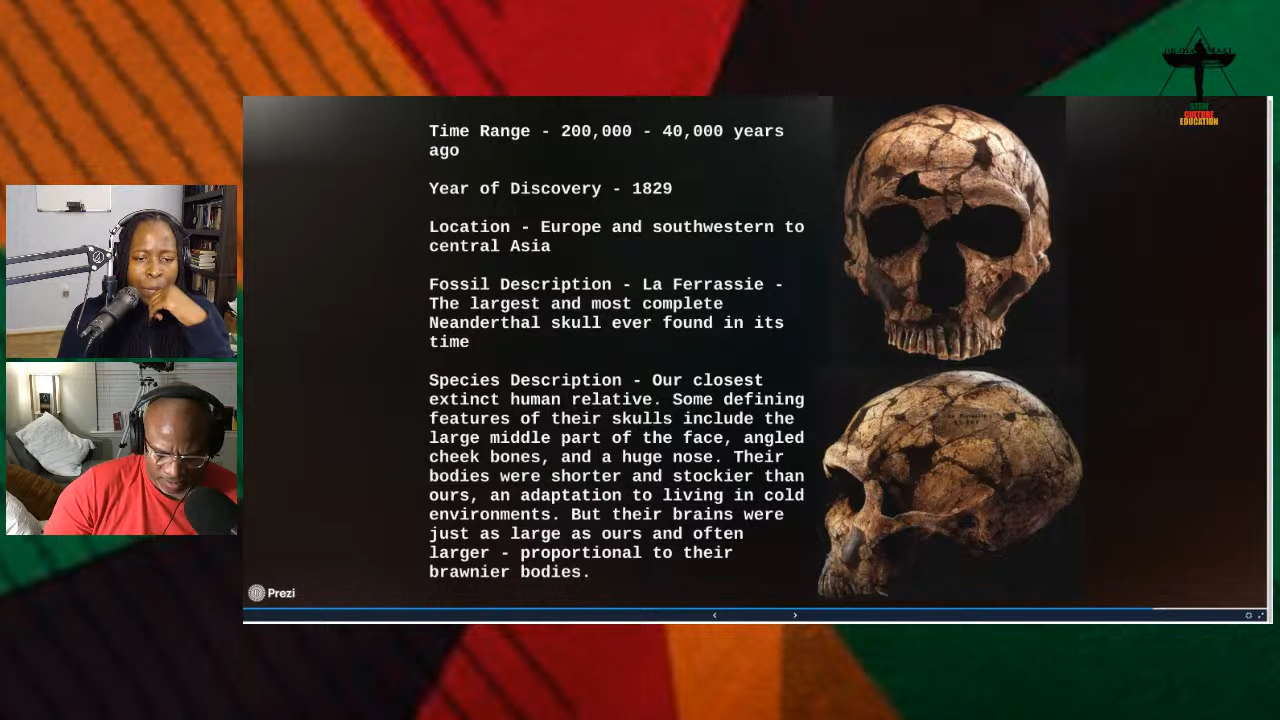 STEM
CULTURE
EDUCATION
Time Range - 200,000 - 40,000 years
ago
Year of Discovery - 1829
Location - Europe and southwestern to
central Asia
Fossil Description - La Ferrassie -
The largest and most complete
Neanderthal skull ever found in its
time
Species Description - Our closest
extinct human relative. Some defining
features of their skulls include the
large middle part of the face, angled
cheek bones, and a huge nose. Their
bodies were shorter and stockier than
ours, an adaptation to living in cold
environments. But their brains were
just as large as ours and often
larger - proportional to their
brawnier bodies.
Prezi